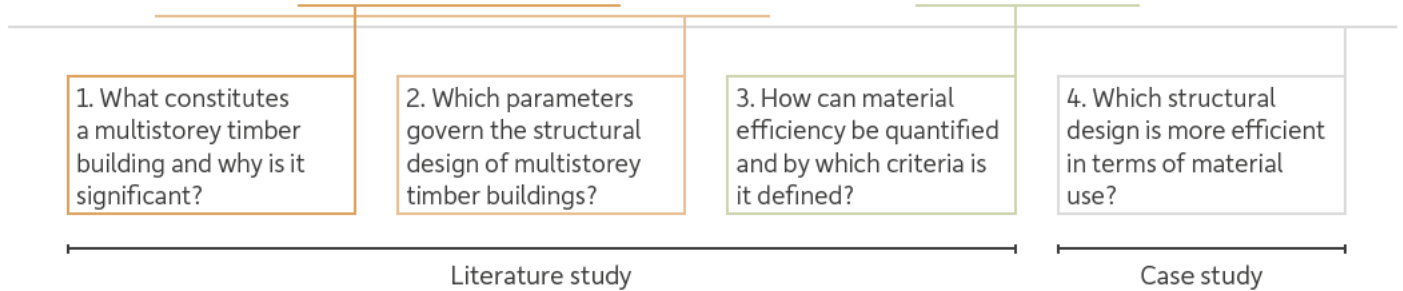 1. What constitutes
a multistorey timber
building and why is it
significant?
2. Which parameters
govern the structural
design of multistorey
timber buildings?
3. How can material
efficiency be quantified
and by which criteria is
it defined?
4. Which structural
design is more efficient
in terms of material
use?
Literature study
Case study